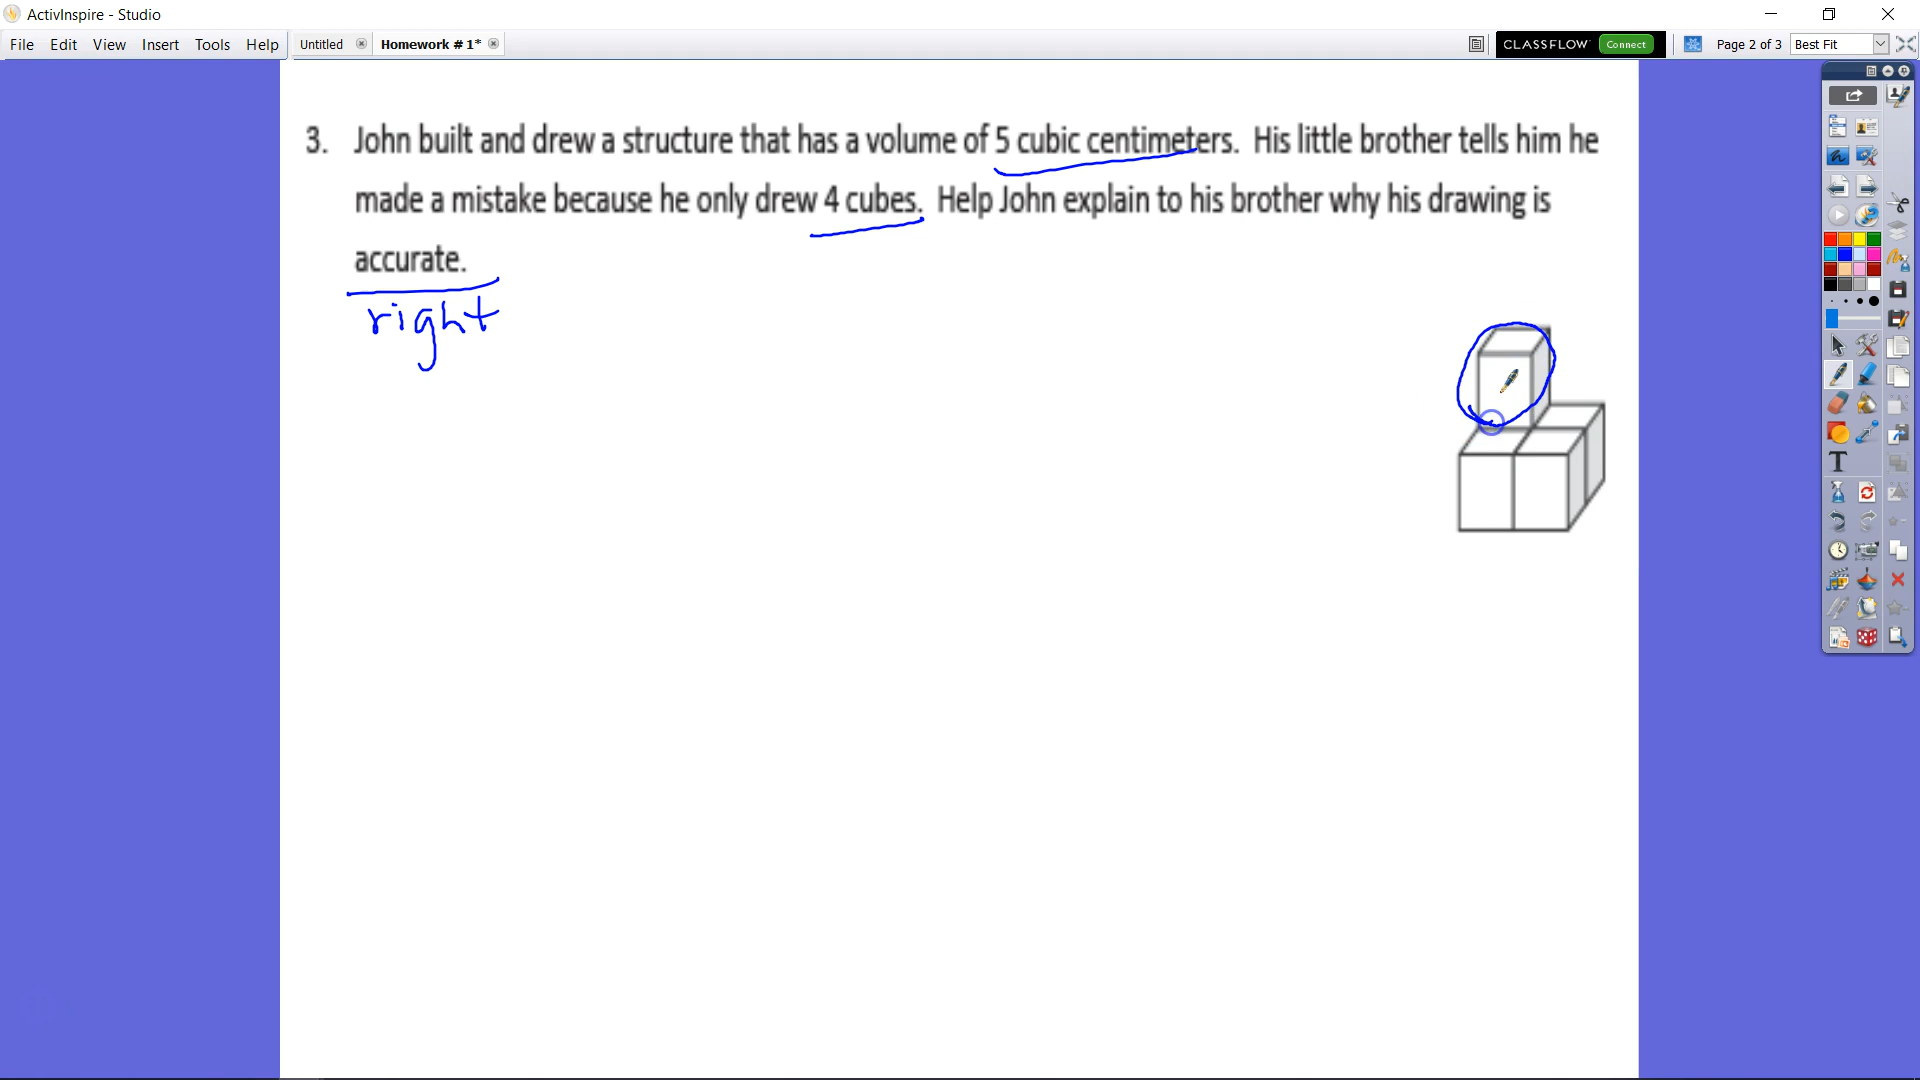 ActivInspire - Studio
File Edit View Insert Tools Help Untitled Homework # 1* CLASSFLOW Connect Page 2 of 3 Best Fit
3. John built and drew a structure that has a volume of 5 cubic centimeters. His little brother tells him he
made a mistake because he only drew 4 cubes. Help John explain to his brother why his drawing is
accurate.
right
T